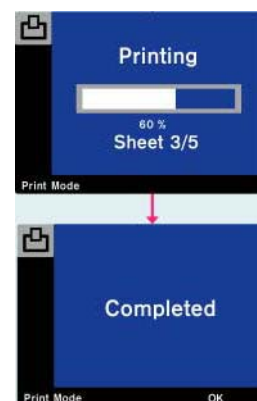 Printing
60 %
Sheet 3/5
Print Mode
Completed
Print Mode OK